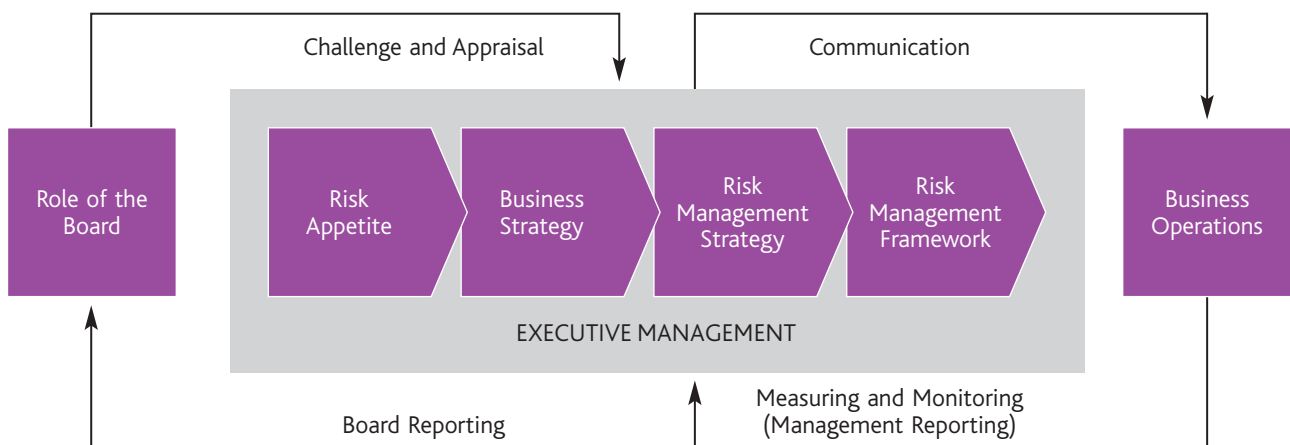 Challenge and Appraisal
Communication
Role of the
Board
Risk
Appetite
Business
Strategy
Risk
Management
Strategy
Risk
Management
Framework
Business
Operations
EXECUTIVE MANAGEMENT
Board Reporting
Measuring and Monitoring
(Management Reporting)